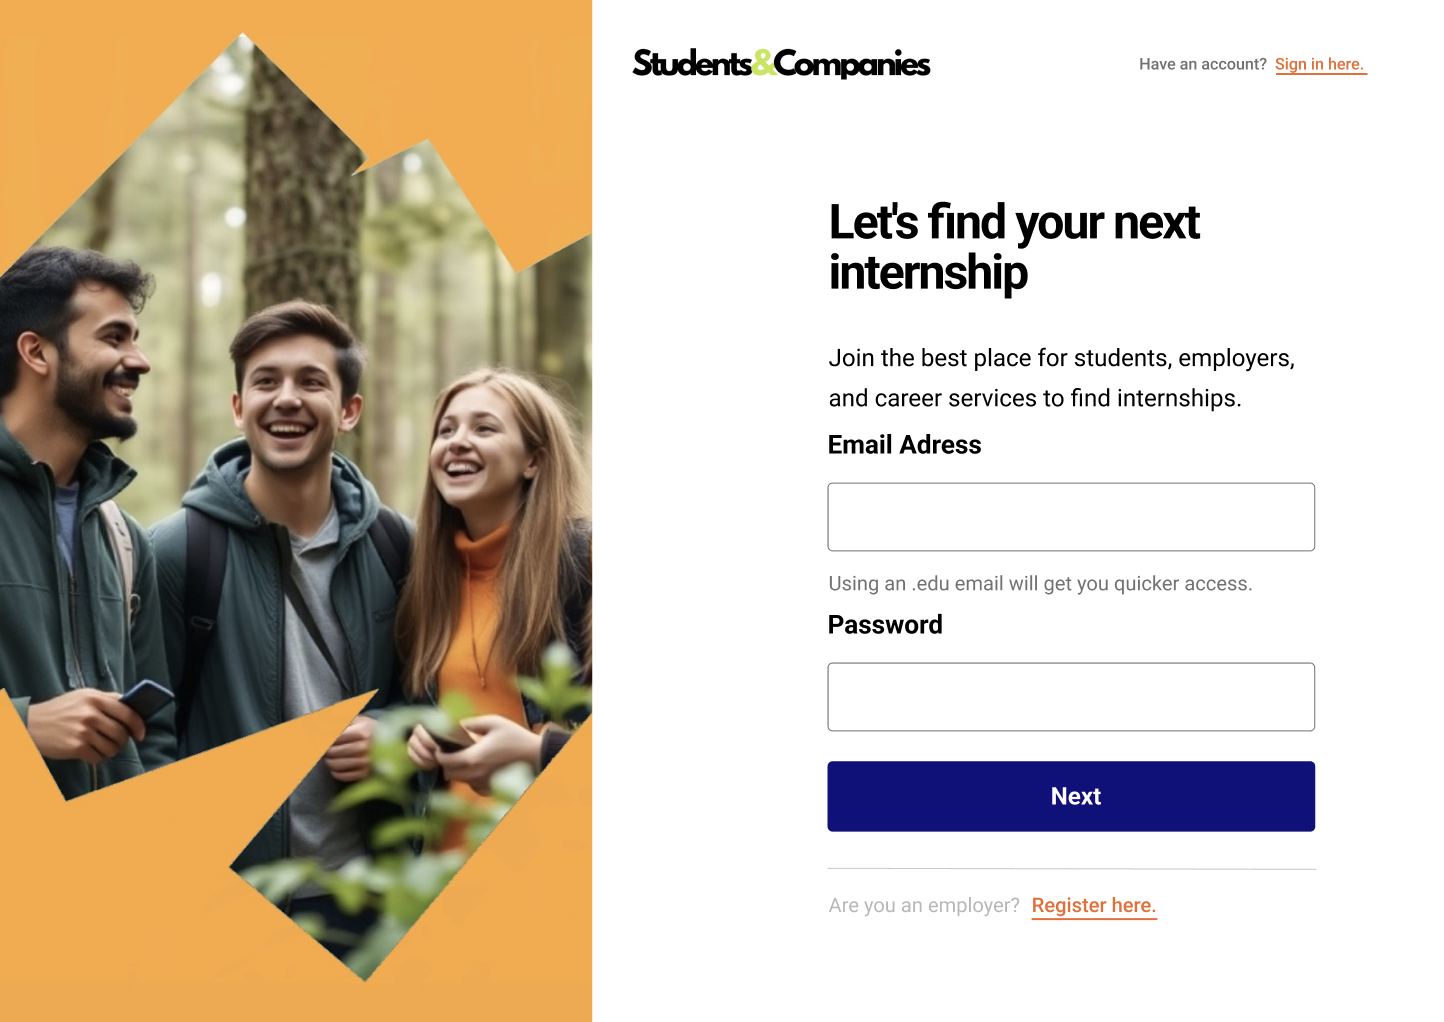 Students&Companies
Have an account? Sign in here.
Let's find your next
internship
Join the best place for students, employers,
and career services to find internships.
Email Adress
Using an .edu email will get you quicker access.
Password
Next
Are you an employer? Register here.